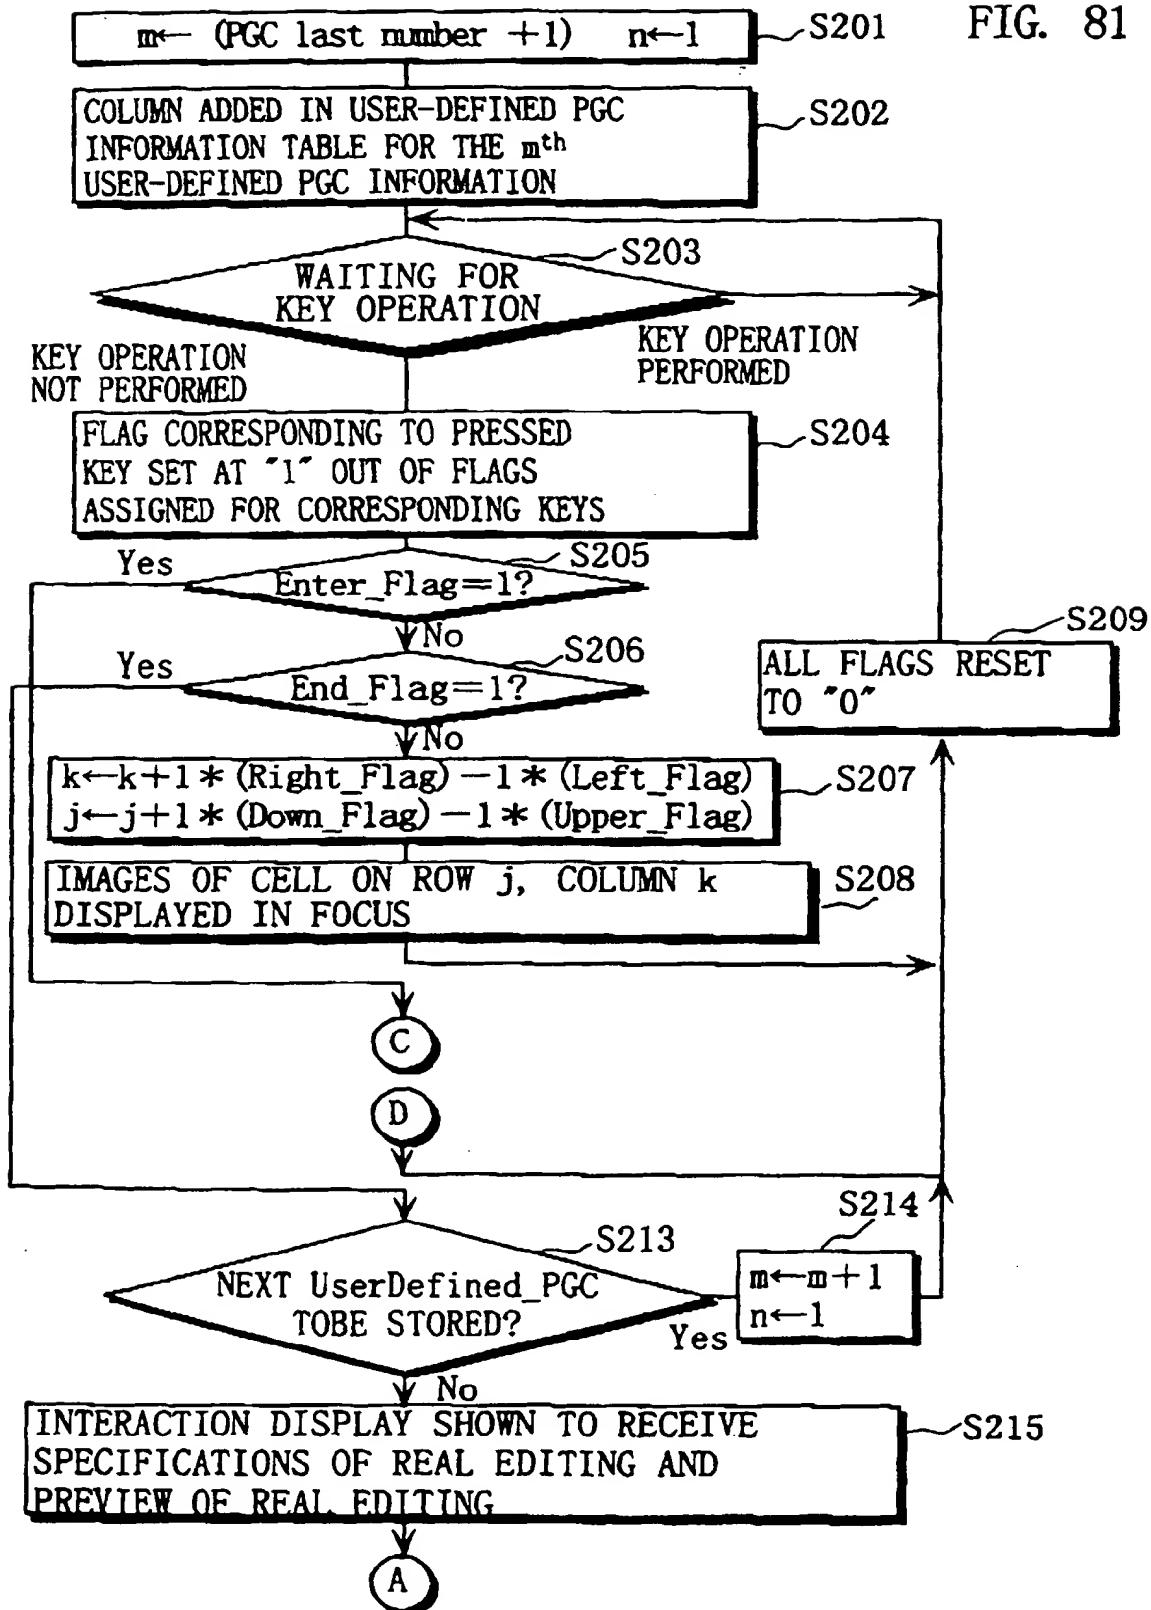 FIG. 81
m← (PGC last number +1) n←1
S201
COLUMN ADDED IN USER-DEFINED PGC
INFORMATION TABLE FOR THE mth
USER-DEFINED PGC INFORMATION
S202
WAITING FOR
KEY OPERATION
S203
KEY OPERATION
NOT PERFORMED
KEY OPERATION
PERFORMED
FLAG CORRESPONDING TO PRESSED
KEY SET AT "1" OUT OF FLAGS
ASSIGNED FOR CORRESPONDING KEYS
S204
Yes
Enter_Flag=1?
S205
No
Yes
End_Flag=1?
S206
No
ALL FLAGS RESET
TO "0"
S209
k←k+1* (Right_Flag) -1* (Left_Flag)
j←j+1* (Down_Flag) -1* (Upper_Flag)
S207
IMAGES OF CELL ON ROW j, COLUMN k
DISPLAYED IN FOCUS
S208
C
D
NEXT UserDefined_PGC
TOBE STORED?
S213
Yes
m←m+1
n←1
S214
No
INTERACTION DISPLAY SHOWN TO RECEIVE
SPECIFICATIONS OF REAL EDITING AND
PREVIEW OF REAL EDITING
S215
A